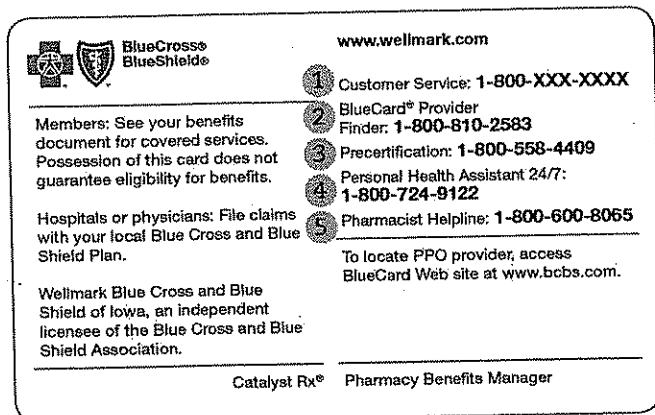 BlueCross®
BlueShield®
Members: See your benefits
document for covered services.
Possession of this card does not
guarantee eligibility for benefits.
Hospitals or physicians: File claims
with your local Blue Cross and Blue
Shield Plan.
Wellmark Blue Cross and Blue
Shield of Iowa, an independent
licensee of the Blue Cross and Blue
Shield Association.
www.wellmark.com
1 Customer Service: 1-800-XXX-XXXX
2 BlueCard® Provider
Finder: 1-800-810-2583
3 Precertification: 1-800-558-4409
4 Personal Health Assistant 24/7:
1-800-724-9122
5 Pharmacist Helpline: 1-800-600-8065
To locate PPO provider, access
BlueCard Web site at www.bcbs.com.
Catalyst Rx® Pharmacy Benefits Manager